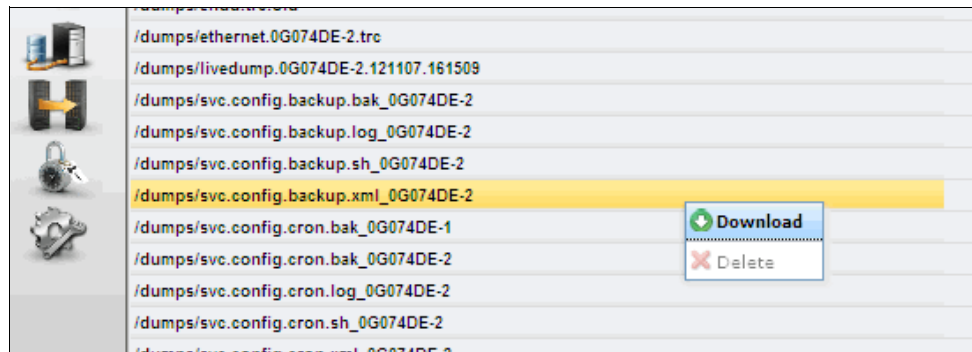 /dumps/ethernet.0G074DE-2.trc
/dumps/livedump.0G074DE-2.121107.161509
/dumps/svc.config.backup.bak_0G074DE-2
/dumps/svc.config.backup.log_0G074DE-2
/dumps/svc.config.backup.sh_0G074DE-2
/dumps/svc.config.backup.xml_0G074DE-2
/dumps/svc.config.cron.bak_0G074DE-1
Download
/dumps/svc.config.cron.bak_0G074DE-2
Delete
/dumps/svc.config.cron.log_0G074DE-2
/dumps/svc.config.cron.sh_0G074DE-2